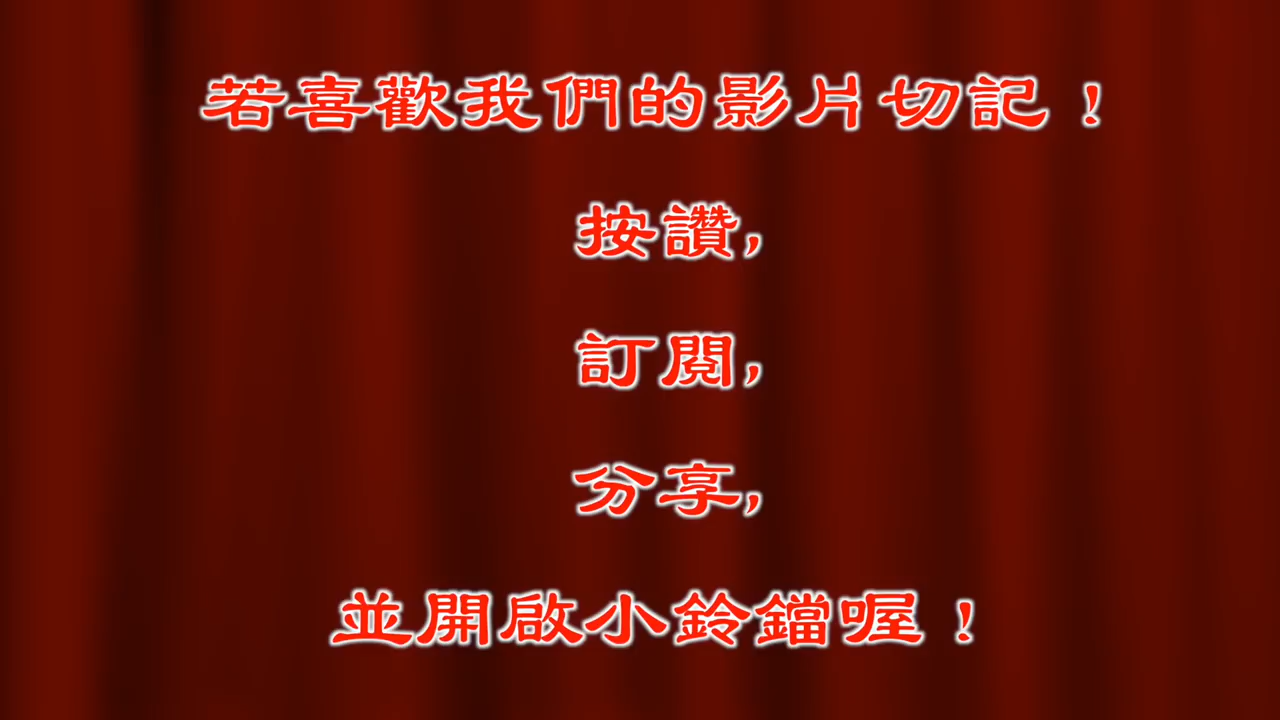 若喜歡我們的影片切記！
按讚,
訂閱,
分享,
並開啟小鈴鐺喔！